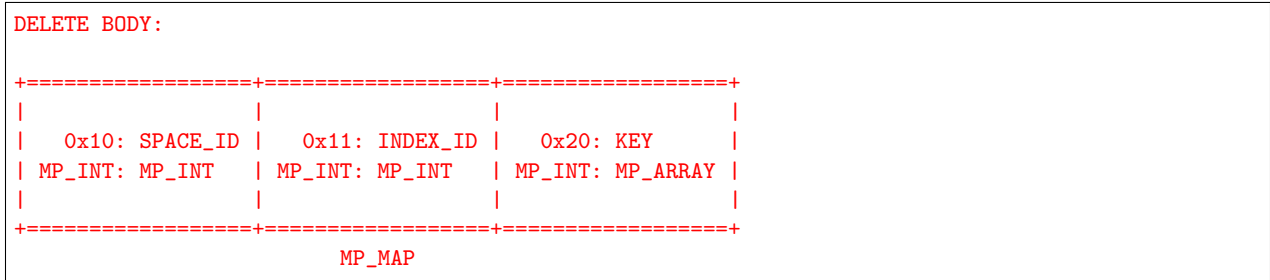 DELETE BODY:

+==================+==================+==================+
|                  |                  |                  |
|   0x10: SPACE_ID |   0x11: INDEX_ID |   0x20: KEY      |
| MP_INT: MP_INT   | MP_INT: MP_INT   | MP_INT: MP_ARRAY |
|                  |                  |                  |
+==================+==================+==================+
                          MP_MAP